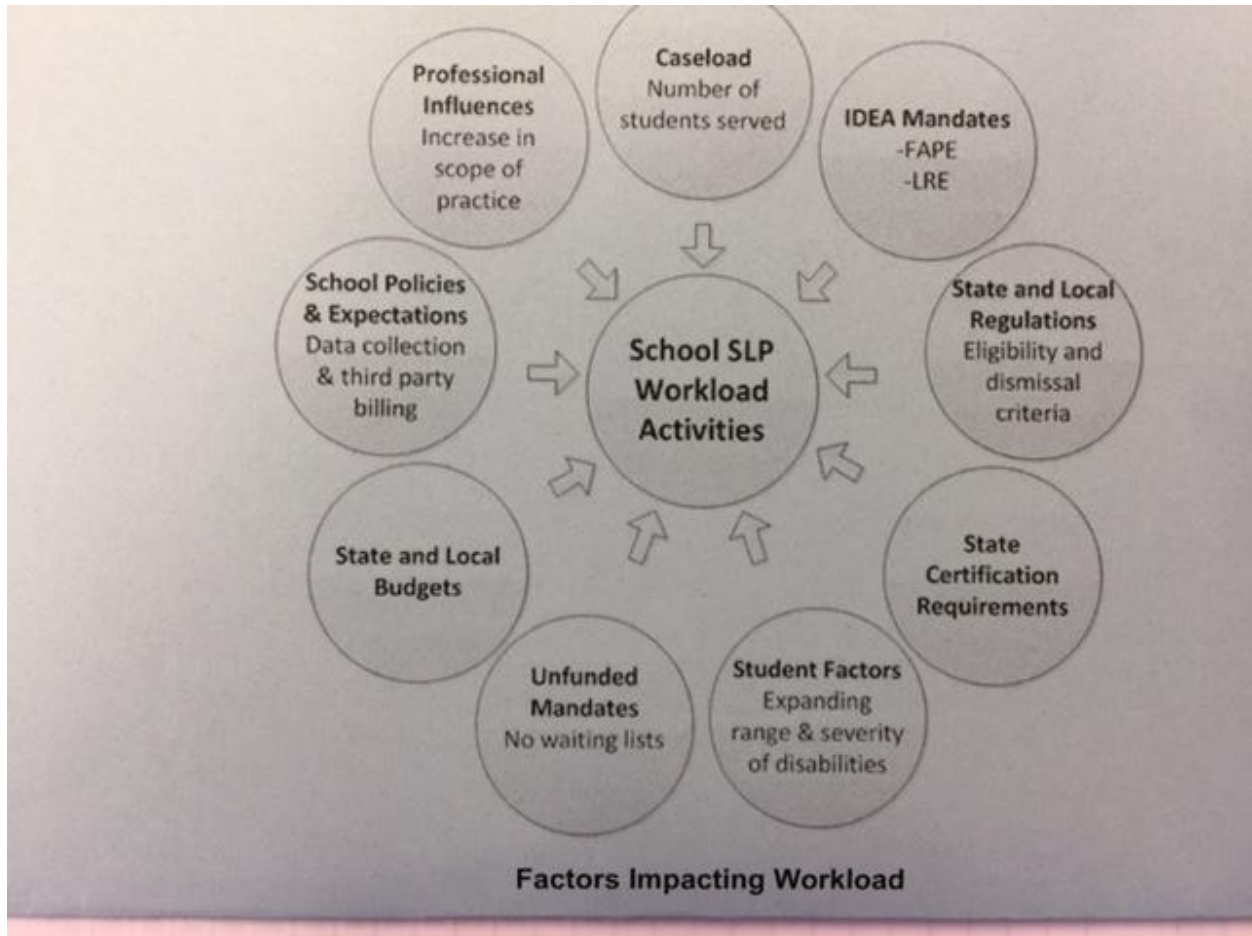 Professional
Influences
Increase in
scope of
practice
Caseload
Number of
students served
IDEA Mandates
-FAPE
-LRE
School Policies
& Expectations
Data collection
& third party
billing
School SLP
Workload
Activities
State and Local
Regulations
Eligibility and
dismissal
criteria
State and Local
Budgets
State
Certification
Requirements
Unfunded
Mandates
No waiting lists
Student Factors
Expanding
range & severity
of disabilities
Factors Impacting Workload